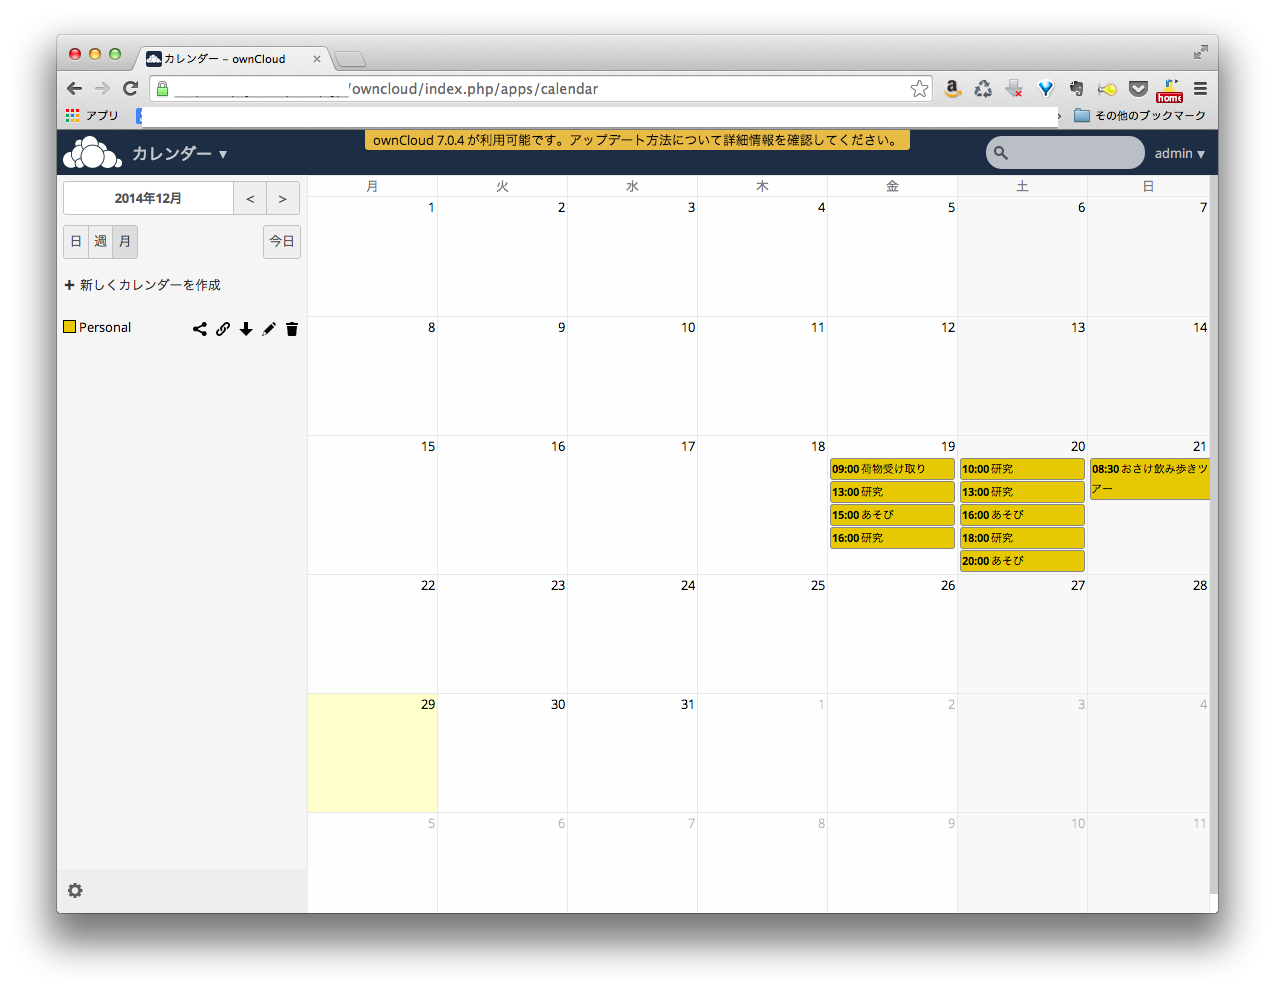 カレンダー – ownCloud
/owncloud/index.php/apps/calendar
home
アプリ
その他のブックマーク
カレンダー ▼
ownCloud 7.0.4 が利用可能です。アップデート方法について詳細情報を確認してください。
admin ▼
2014年12月 < >
日 週 月 今日
+ 新しくカレンダーを作成
Personal
月 火 水 木 金 土 日
1 2 3 4 5 6 7
8 9 10 11 12 13 14
15 16 17 18 19 20 21
09:00 荷物受け取り
13:00 研究
15:00 あそび
16:00 研究
10:00 研究
13:00 研究
16:00 あそび
18:00 研究
20:00 あそび
08:30 おさけ飲み歩きツ
アー
22 23 24 25 26 27 28
29 30 31 1 2 3 4
5 6 7 8 9 10 11